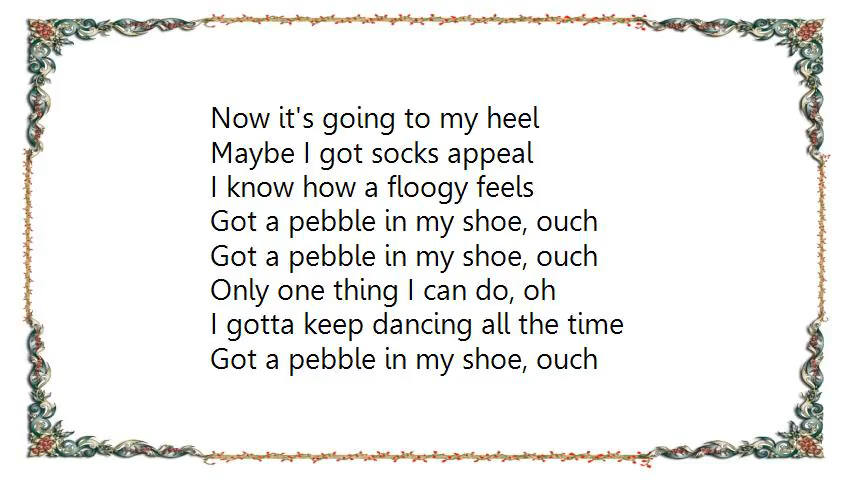 Now it's going to my heel
Maybe I got socks appeal
I know how a floogy feels
Got a pebble in my shoe, ouch
Got a pebble in my shoe, ouch
Only one thing I can do, oh
I gotta keep dancing all the time
Got a pebble in my shoe, ouch